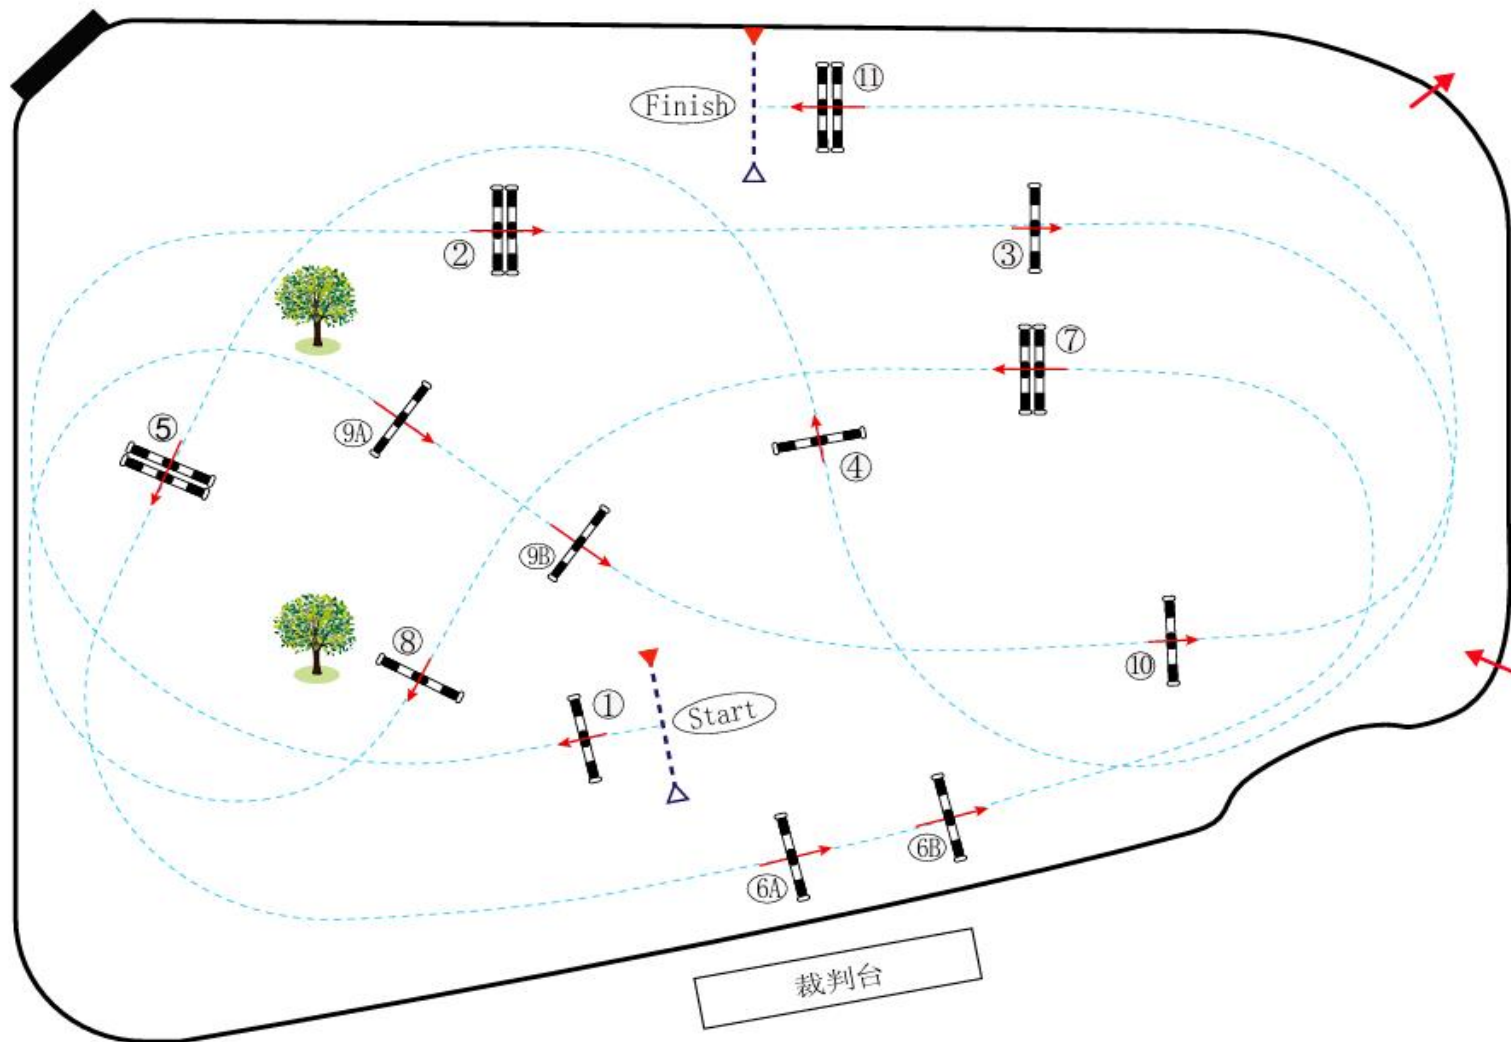 Finish
⑪
②
③
⑦
⑤
9A
④
9B
⑧
⑩
①
Start
6B
6A
裁判台